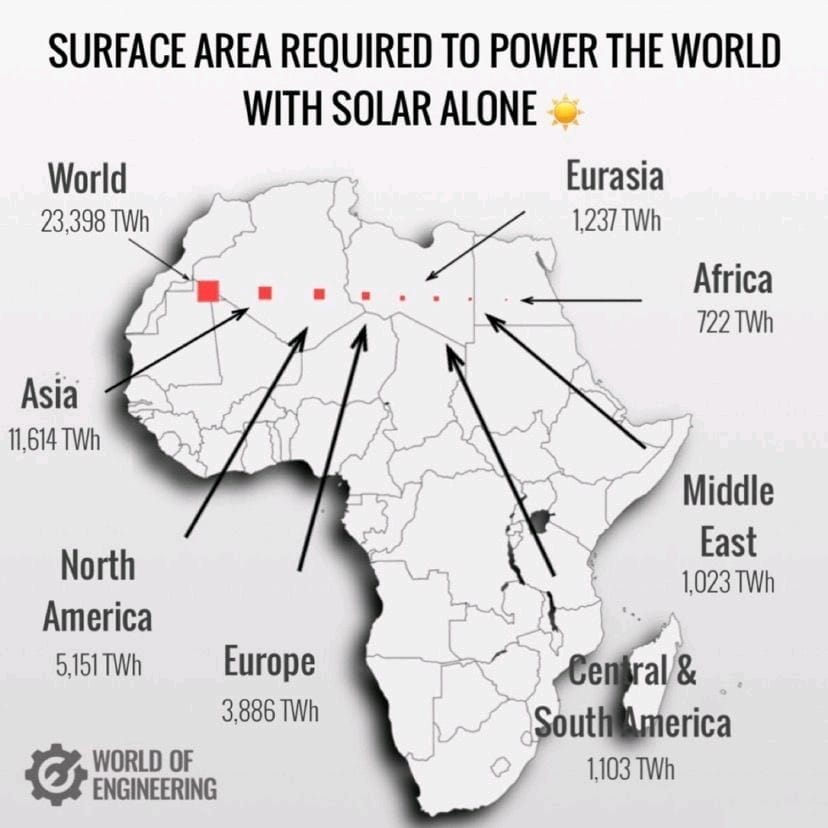 SURFACE AREA REQUIRED TO POWER THE WORLD
WITH SOLAR ALONE ☀️
World
23,398 TWh
Eurasia
1,237 TWh
Africa
722 TWh
Asia
11,614 TWh
Middle
East
1,023 TWh
North
America
5,151 TWh
Europe
3,886 TWh
Central &
South America
1,103 TWh
WORLD OF
ENGINEERING